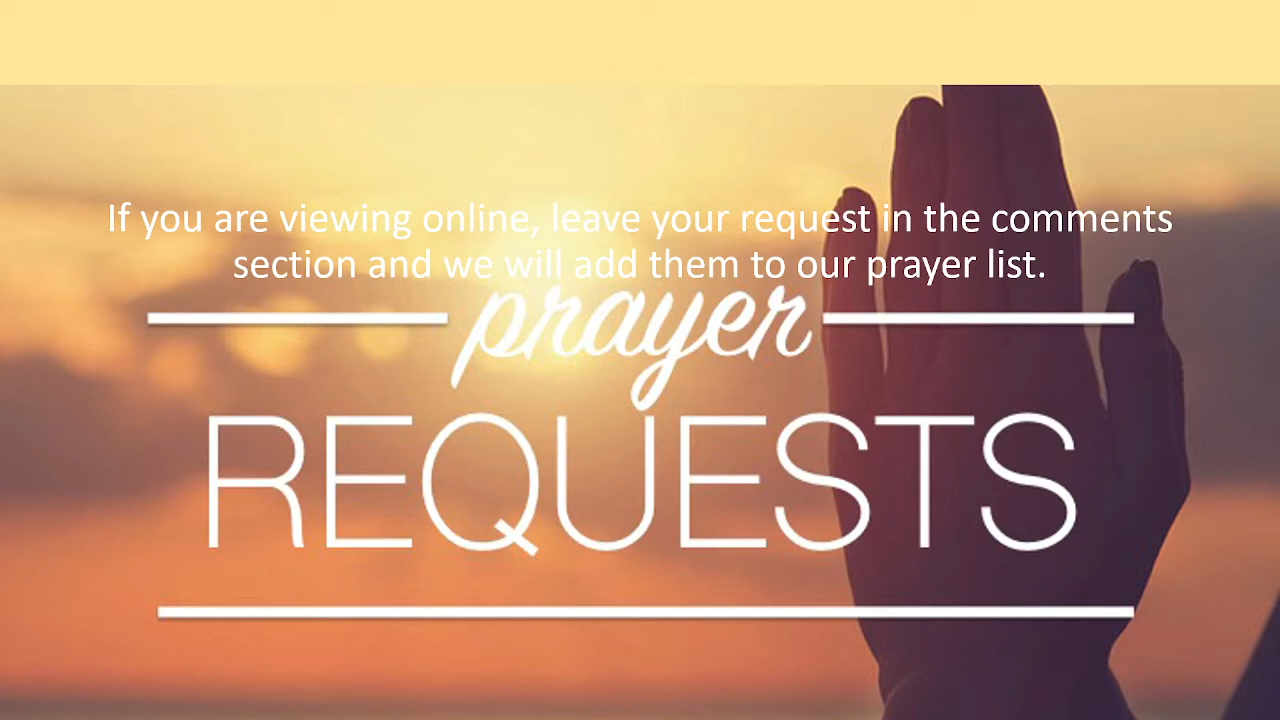 If you are viewing online, leave your request in the comments
section and we will add them to our prayer list.
prayer
REQUESTS